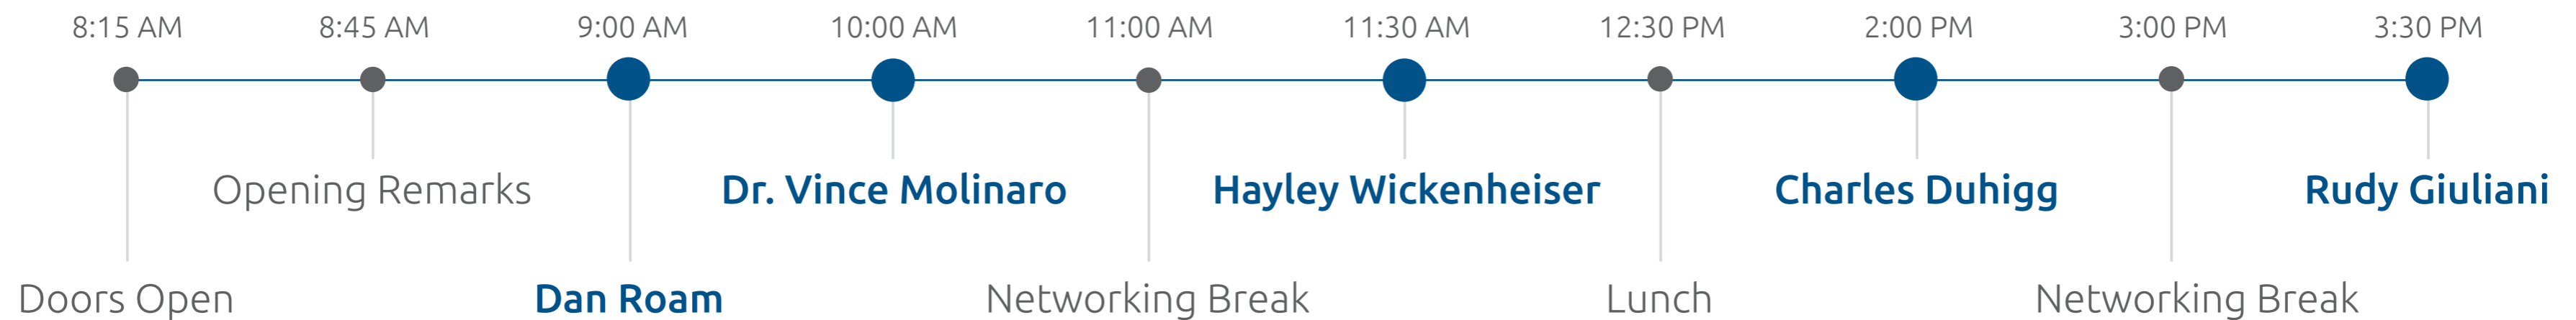 8:15 AM 8:45 AM 9:00 AM 10:00 AM 11:00 AM 11:30 AM 12:30 PM 2:00 PM 3:00 PM 3:30 PM
Opening Remarks Dr. Vince Molinaro Hayley Wickenheiser Charles Duhigg Rudy Giuliani
Doors Open Dan Roam Networking Break Lunch Networking Break